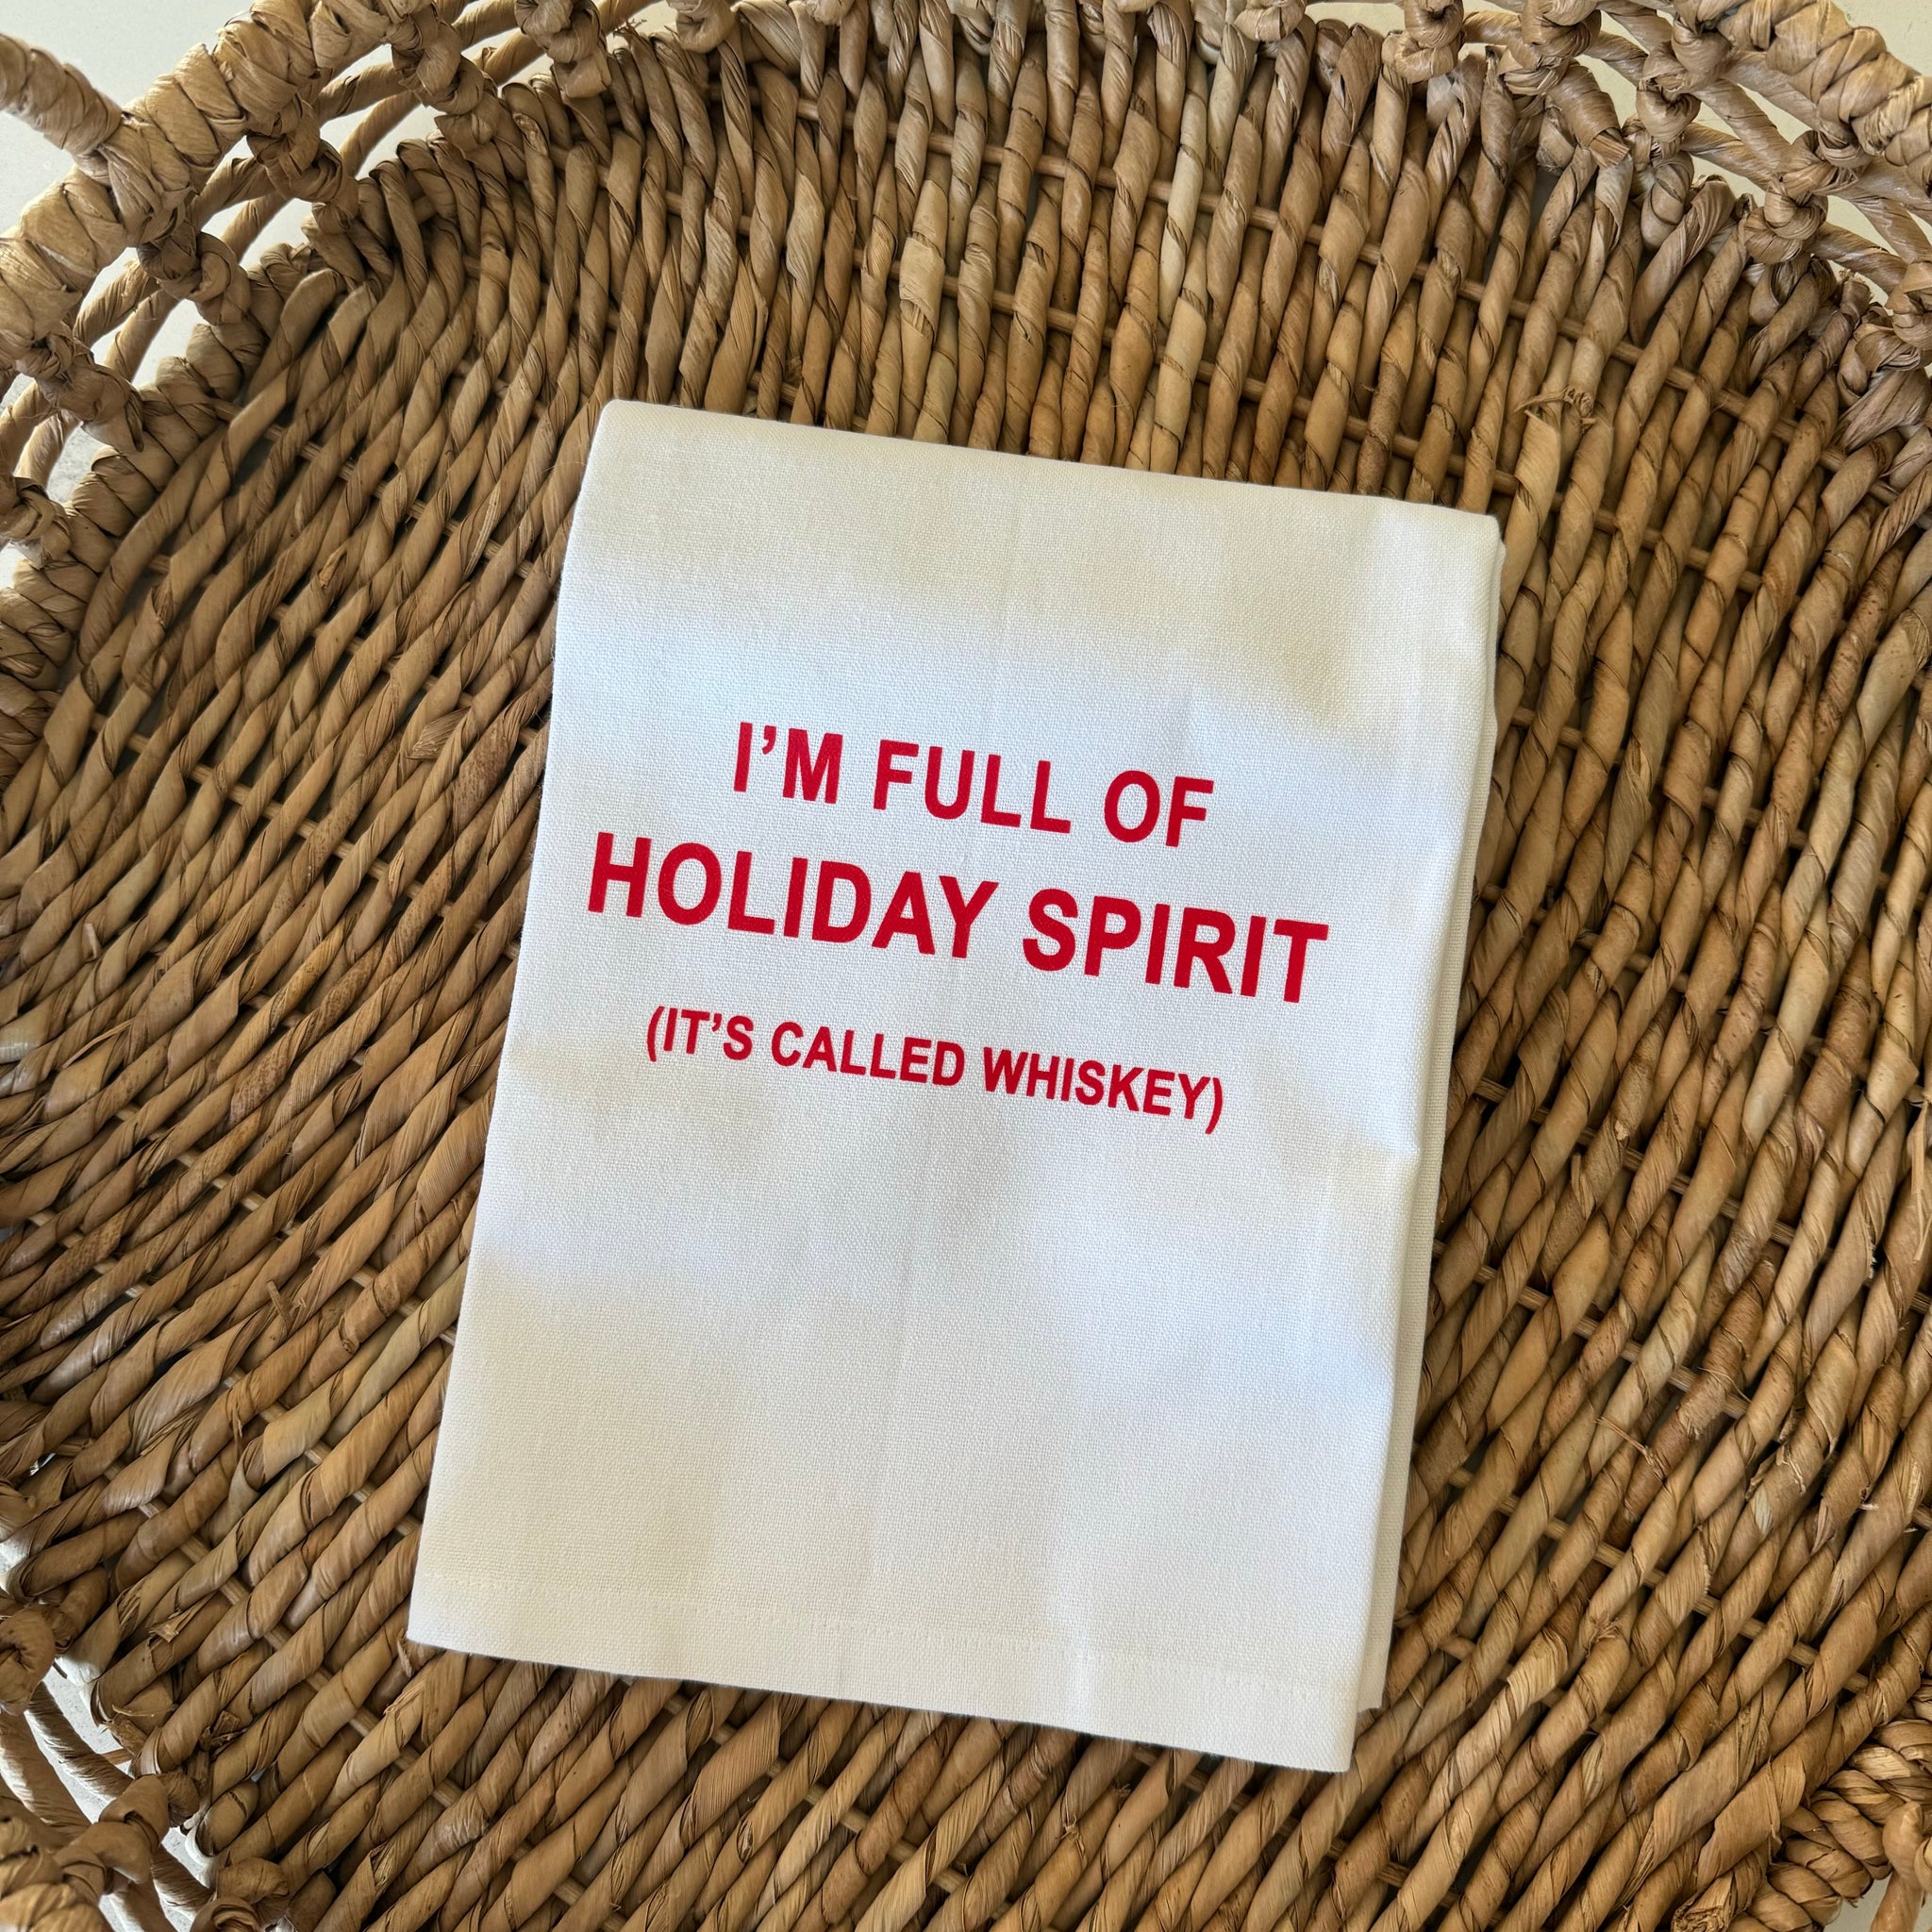 I’M FULL OF
HOLIDAY SPIRIT
(IT’S CALLED WHISKEY)